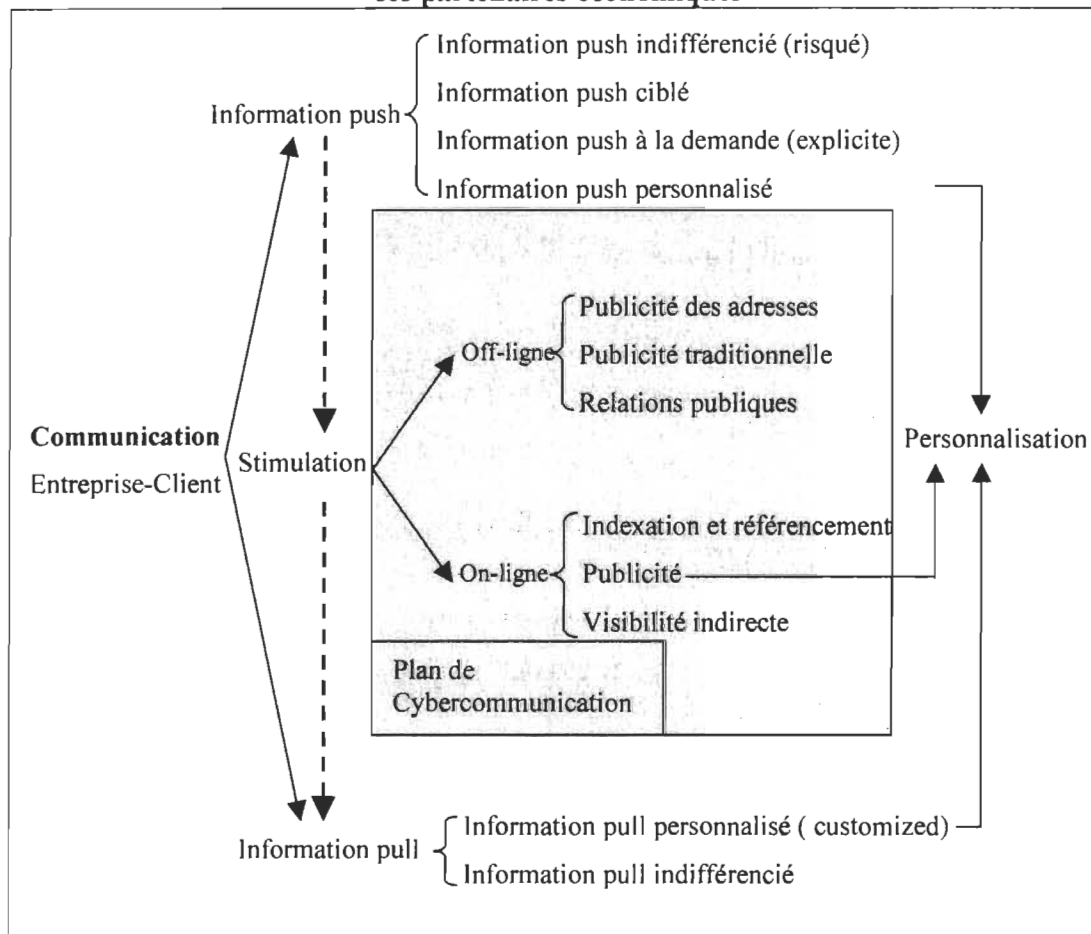 Information push indifférencié (risqué)
Information push ciblé
Information push
Information push à la demande (explicite)
Information push personnalisé
Publicité des adresses
Off-ligne
Publicité traditionnelle
Relations publiques
Communication
Entreprise-Client
Stimulation
Personnalisation
Indexation et référencement
On-ligne
Publicité
Visibilité indirecte
Plan de
Cybercommunication
Information pull personnalisé ( customized)
Information pull
Information pull indifférencié